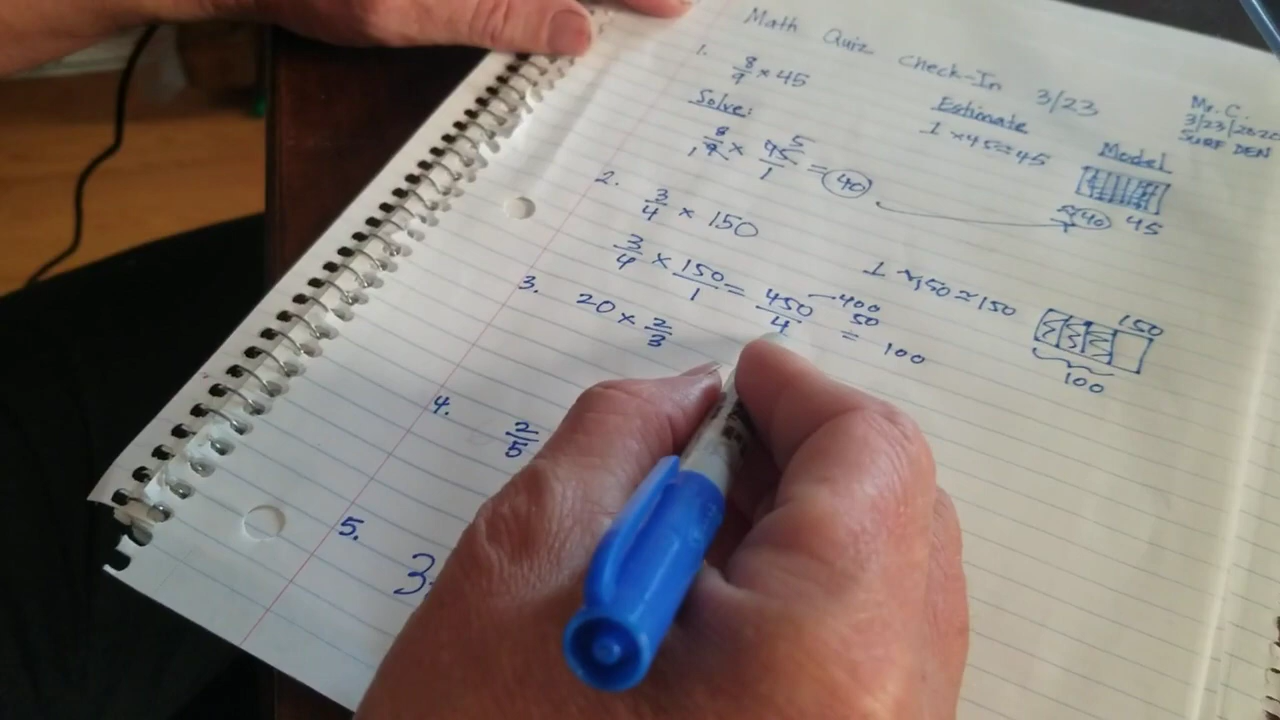 Math Quiz Check-In 3/23
Mr. C.
3/23/2020
SURF DEN
1.
8/9 × 45
Solve:
Estimate
1 × 45 ≈ 45
Model
1 8/9 × 45/1 5 = 40
≈ 40 45
2.
3/4 × 150
3/4 × 150/1 = 450/4
400
50
= 100
1 × 150 ≈ 150
150
100
3.
20 × 2/3
4.
2/5
5.
3